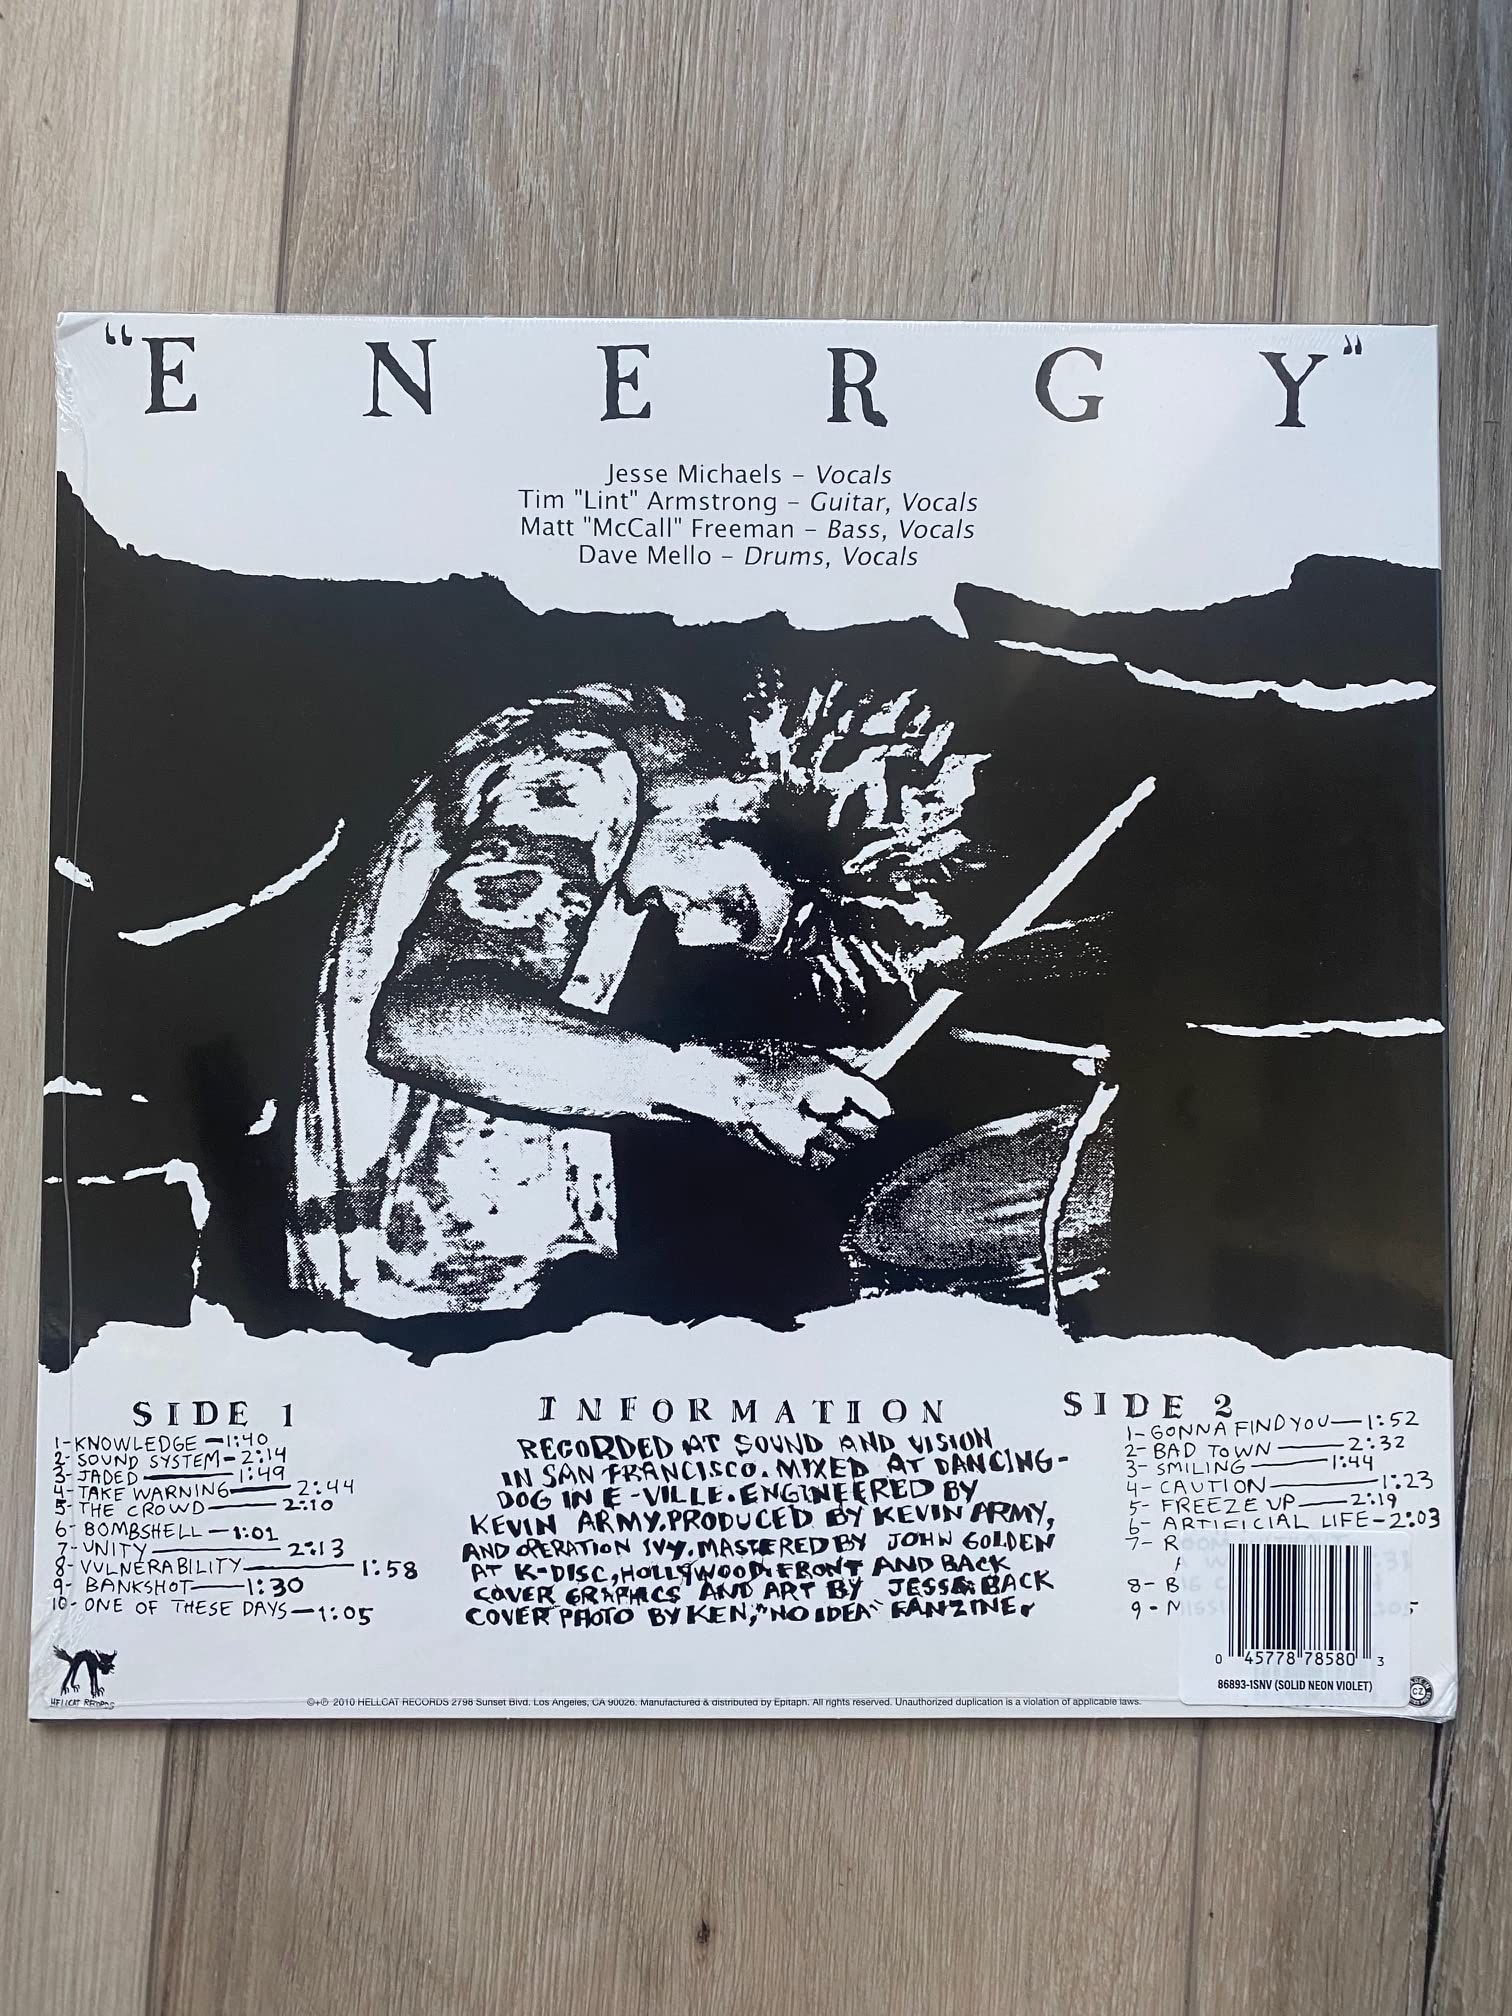 "ENERGY"
Jesse Michaels – Vocals
Tim "Lint" Armstrong – Guitar, Vocals
Matt "McCall" Freeman – Bass, Vocals
Dave Mello – Drums, Vocals
SIDE 1
1-KNOWLEDGE—1:40
2-SOUND SYSTEM—2:14
3-JADED—1:49
4-TAKE WARNING—2:44
5-THE CROWD—2:10
6-BOMBSHELL—1:01
7-UNITY—2:13
8-VULNERABILITY—1:58
9-BANKSHOT—1:30
10-ONE OF THESE DAYS—1:05
INFORMATION
RECORDED AT SOUND AND VISION
IN SAN FRANCISCO. MIXED AT DANCING-
DOG IN E-VILLE. ENGINEERED BY
KEVIN ARMY. PRODUCED BY KEVIN ARMY,
AND OPERATION IVY. MASTERED BY JOHN GOLDEN
AT K-DISC, HOLLYWOOD. FRONT AND BACK
COVER GRAPHICS AND ART BY JESSE. BACK
COVER PHOTO BY KEN, "NO IDEA" FANZINE.
SIDE 2
1-GONNA FIND YOU—1:52
2-BAD TOWN—2:32
3-SMILING—1:44
4-CAUTION—1:23
5-FREEZE UP—2:19
6-ARTIFICIAL LIFE—2:03
7-R
8-B
9-M
0 45778 78580 3
86893-1SNV (SOLID NEON VIOLET)
HELLCAT RECORDS
©+℗ 2010 HELLCAT RECORDS 2798 Sunset Blvd. Los Angeles, CA 90026. Manufactured & distributed by Epitaph. All rights reserved. Unauthorized duplication is a violation of applicable laws.
CZ